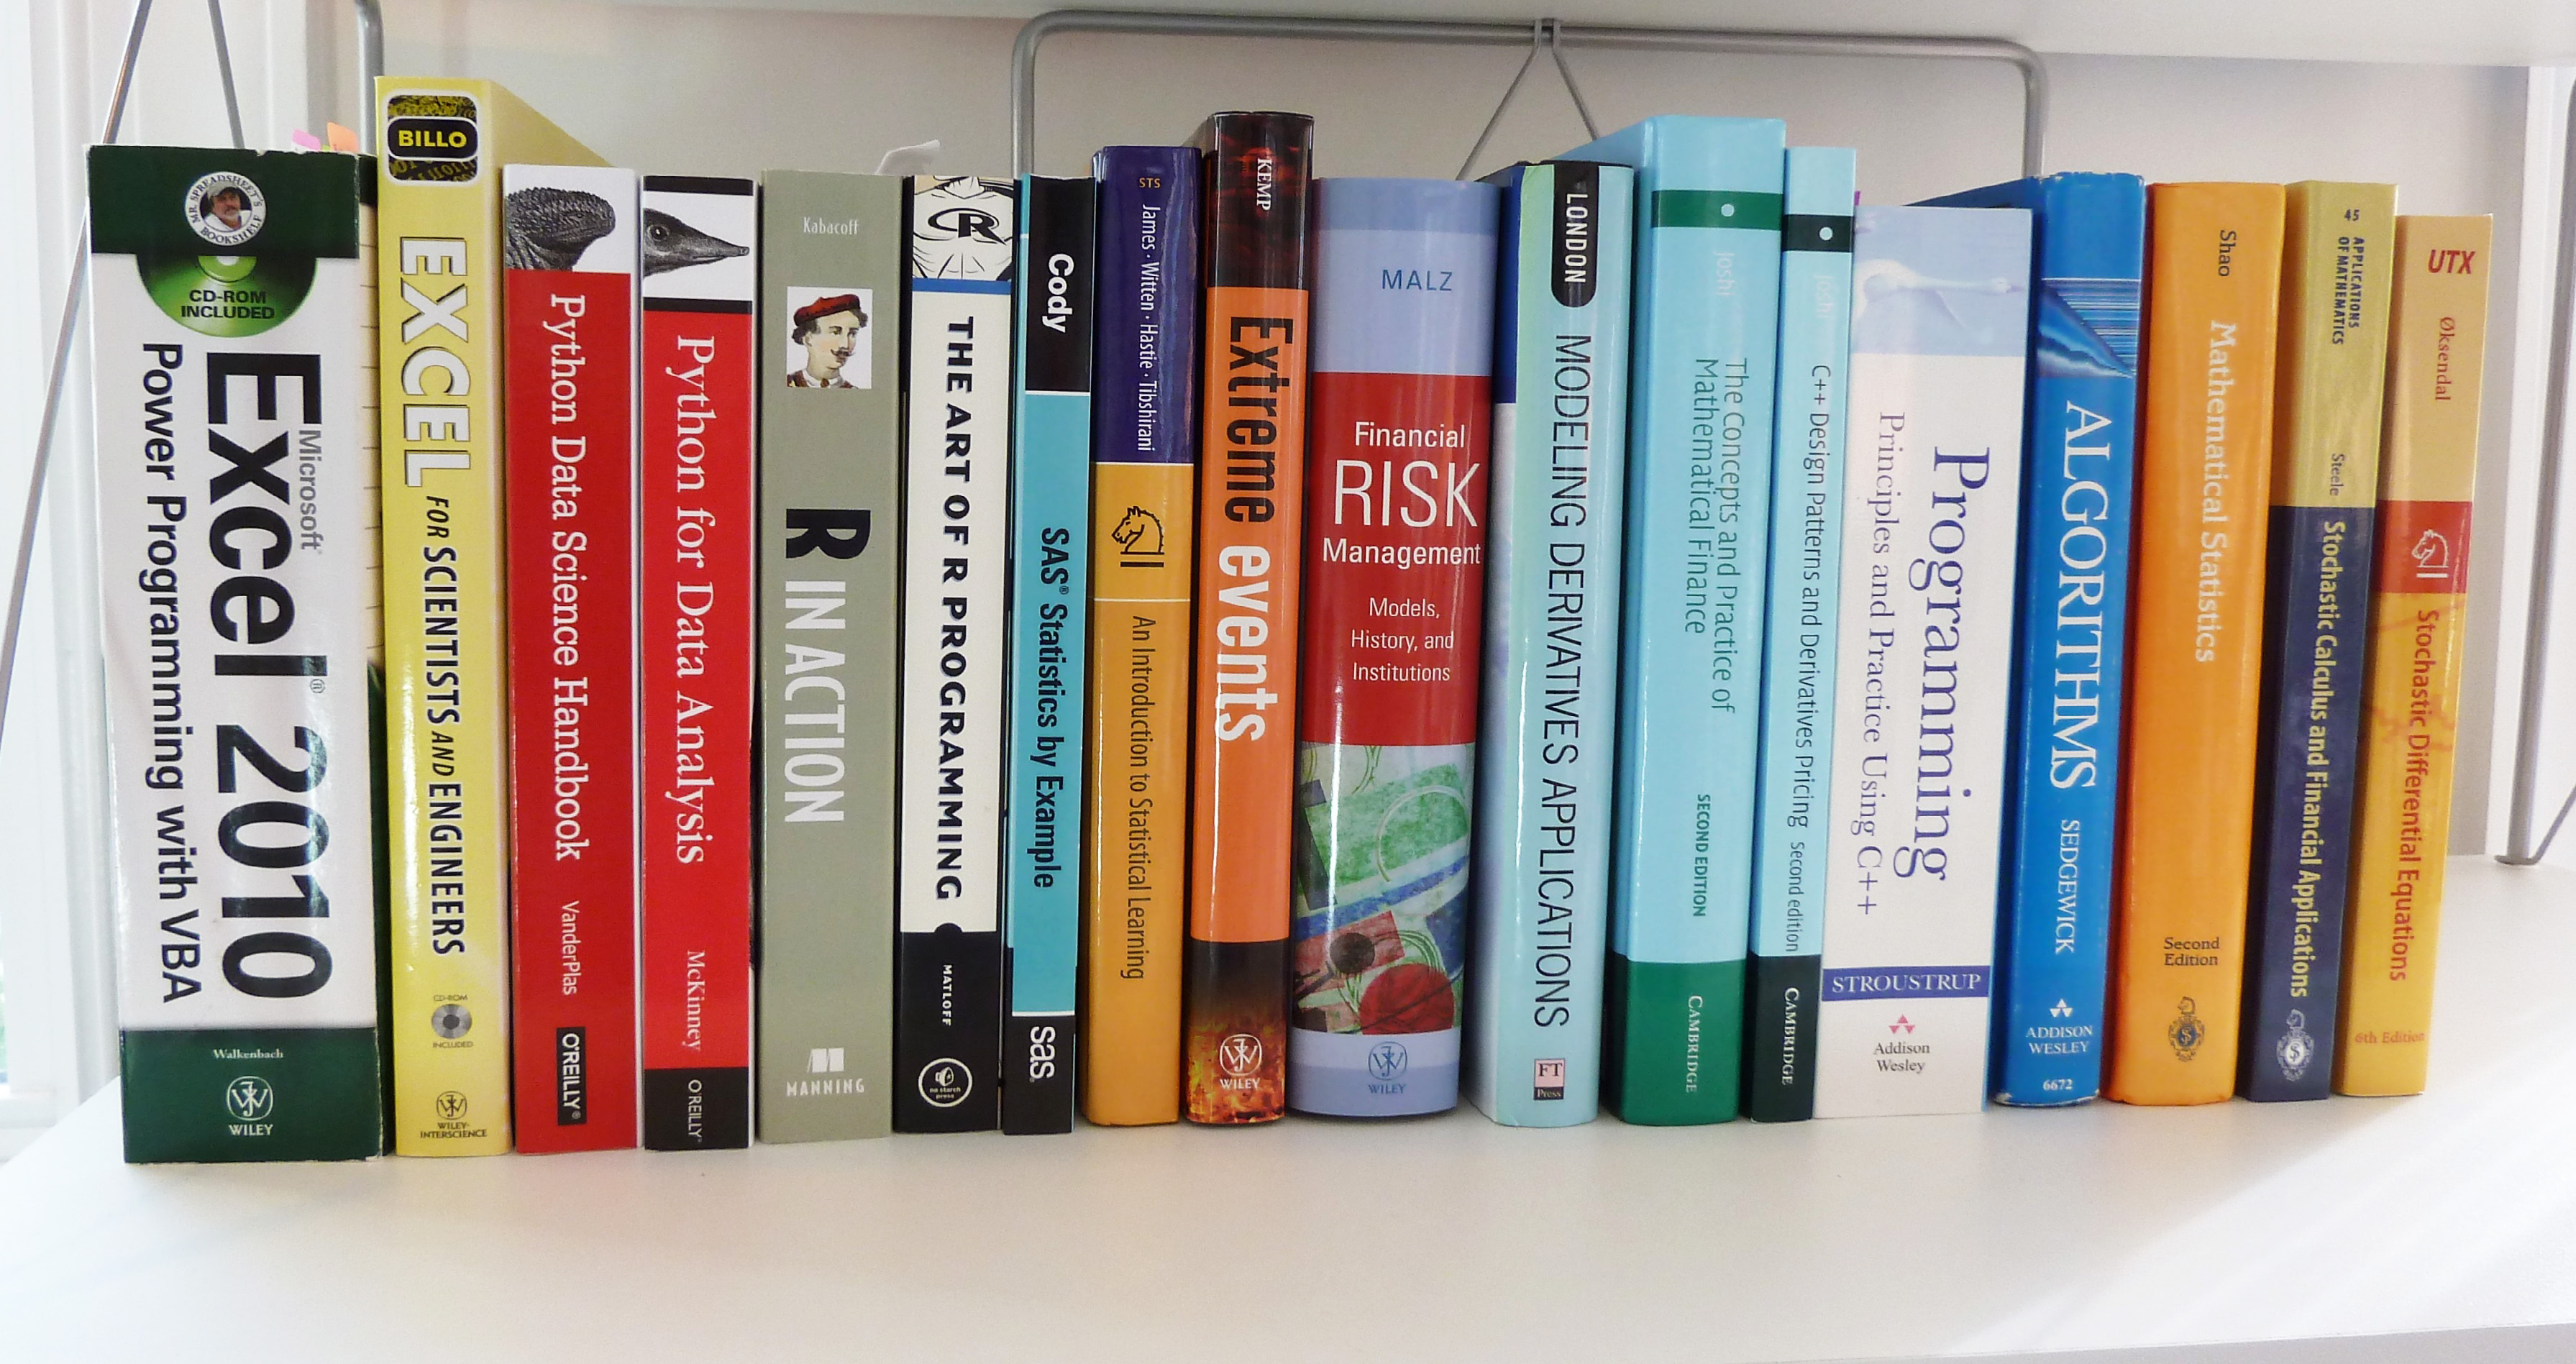 MR. SPREADSHEET'S BOOKSHELF
CD-ROM
INCLUDED
Microsoft®
Excel® 2010
Power Programming with VBA
Walkenbach
WILEY
BILLO
EXCEL FOR SCIENTISTS AND ENGINEERS
CD-ROM
INCLUDED
WILEY-
INTERSCIENCE
Python Data Science Handbook
VanderPlas
O'REILLY®
Python for Data Analysis
McKinney
O'REILLY®
Kabacoff
R IN ACTION
MANNING
R
THE ART OF R PROGRAMMING
MATLOFF
no starch
press
Cody
SAS® Statistics by Example
sas.
STS
James · Witten · Hastie · Tibshirani
An Introduction to Statistical Learning
KEMP
Extreme events
WILEY
MALZ
Financial
RISK
Management
Models,
History, and
Institutions
WILEY
LONDON
MODELING DERIVATIVES APPLICATIONS
FT
Press
Joshi
The Concepts and Practice of
Mathematical Finance
SECOND EDITION
CAMBRIDGE
Joshi
C++ Design Patterns and Derivatives Pricing
Second edition
CAMBRIDGE
Programming
Principles and Practice Using C++
STROUSTRUP
Addison
Wesley
ALGORITHMS
SEDGEWICK
ADDISON
WESLEY
6672
Shao
Mathematical Statistics
Second
Edition
45
APPLICATIONS
OF MATHEMATICS
Steele
Stochastic Calculus and Financial Applications
UTX
Øksendal
Stochastic Differential Equations
6th Edition